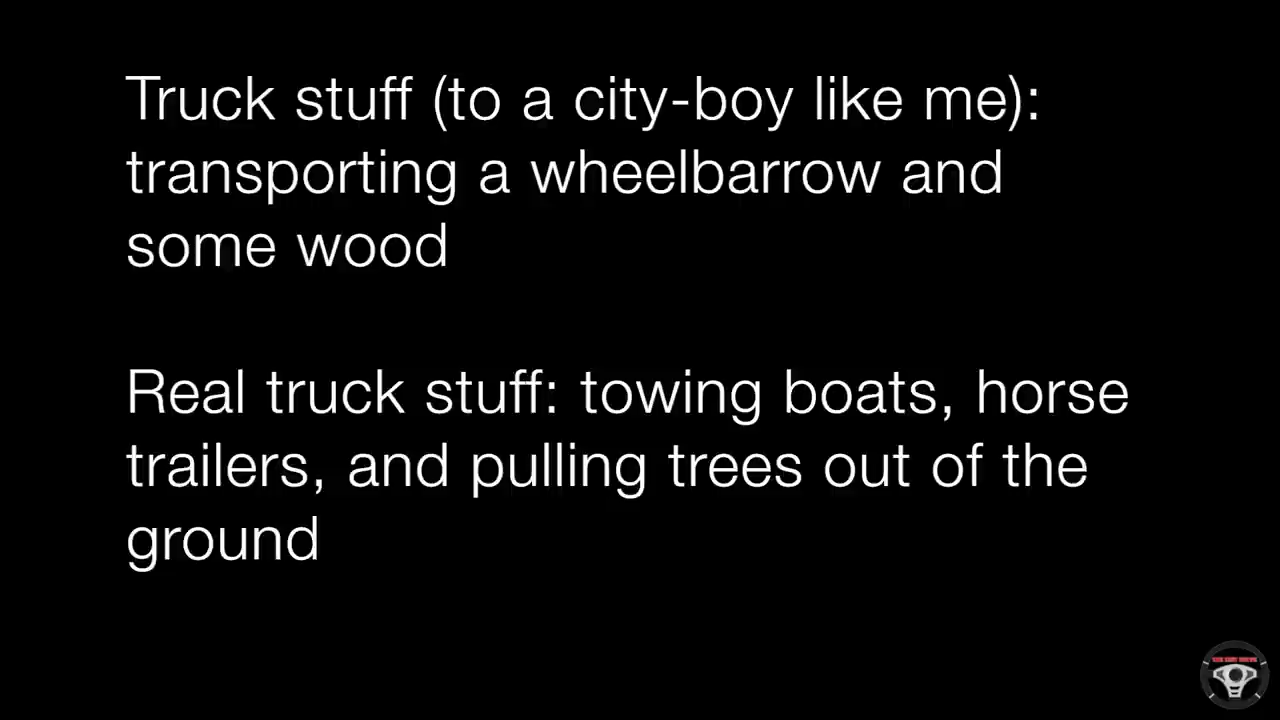 Truck stuff (to a city-boy like me):
transporting a wheelbarrow and
some wood
Real truck stuff: towing boats, horse
trailers, and pulling trees out of the
ground